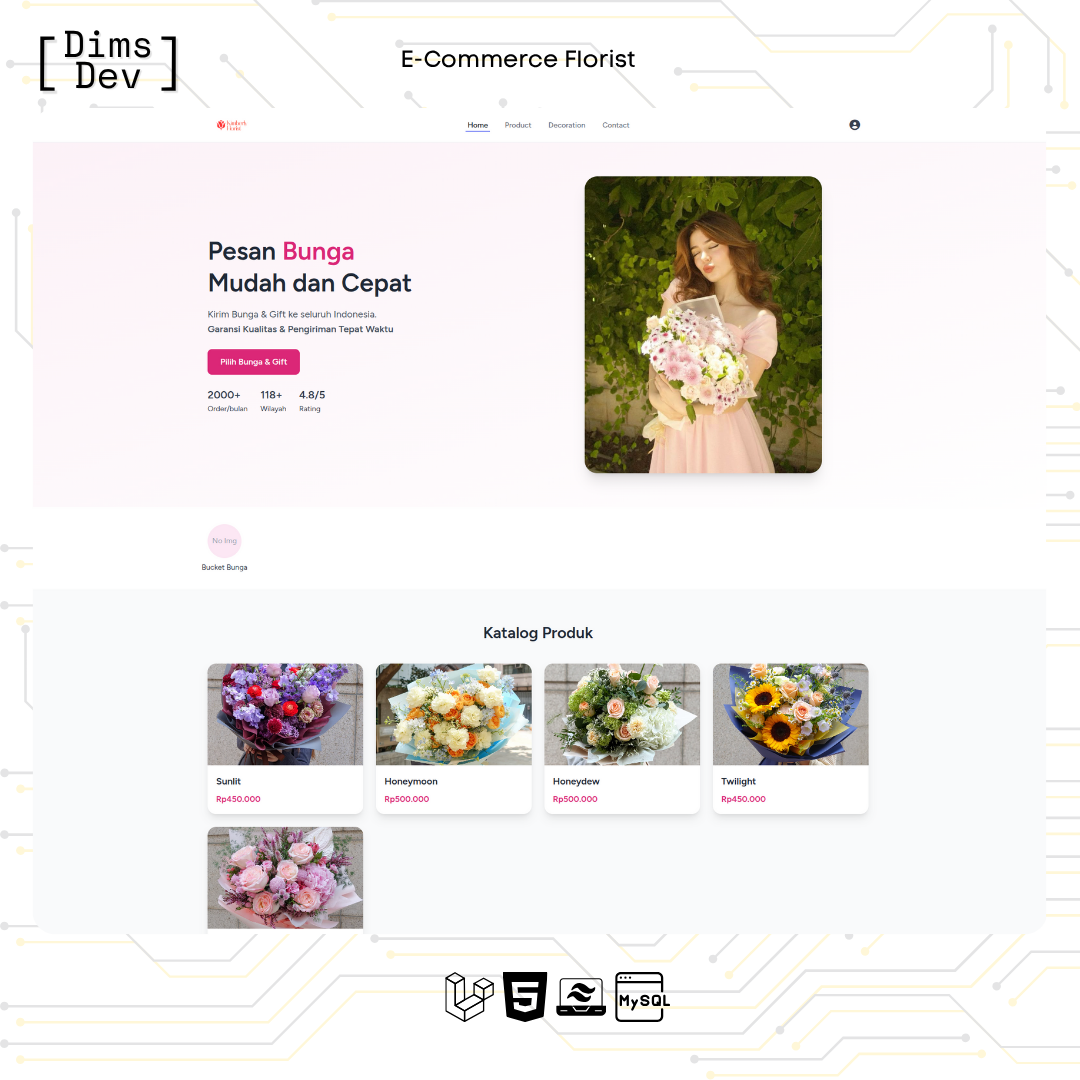 [Dims
Dev]
E-Commerce Florist
Home Product Decoration Contact
Pesan Bunga
Mudah dan Cepat
Kirim Bunga & Gift ke seluruh Indonesia.
Garansi Kualitas & Pengiriman Tepat Waktu
Pilih Bunga & Gift
2000+ 118+ 4.8/5
Order/bulan Wilayah Rating
No Img
Bucket Bunga
Katalog Produk
Sunlit Honeymoon Honeydew Twilight
Rp450.000 Rp500.000 Rp500.000 Rp450.000
MySQL